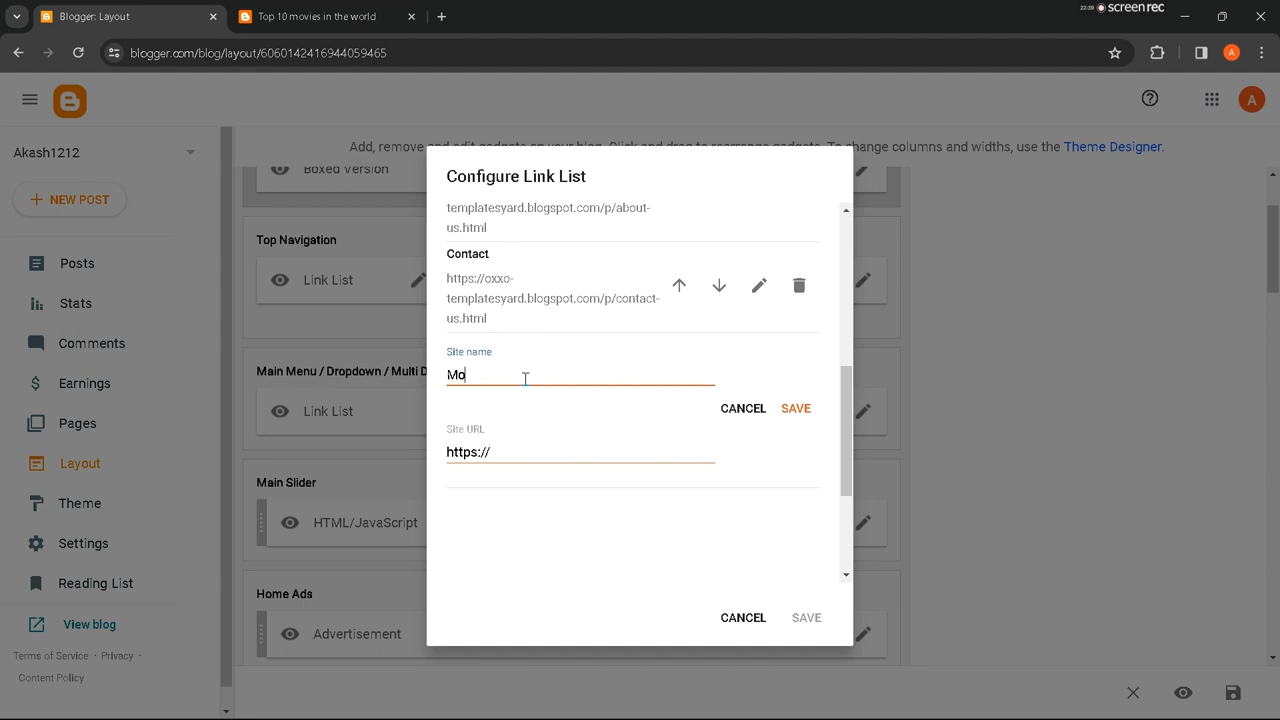 Blogger: Layout
Top 10 movies in the world
22:39 screen rec
blogger.com/blog/layout/6060142416944059465
A
A
Akash1212
NEW POST
Posts
Stats
Comments
Earnings
Pages
Layout
Theme
Settings
Reading List
View blog
Terms of Service · Privacy ·
Content Policy
Add, remove and edit gadgets on your blog. Click and drag to rearrange gadgets. To change columns and widths, use the Theme Designer.
Boxed Version
Top Navigation
Link List
Main Menu / Dropdown / Multi D
Link List
Main Slider
HTML/JavaScript
Home Ads
Advertisement
Configure Link List
templatesyard.blogspot.com/p/about-
us.html
Contact
https://oxxo-
templatesyard.blogspot.com/p/contact-
us.html
Site name
Mo
CANCEL SAVE
Site URL
https://
CANCEL SAVE